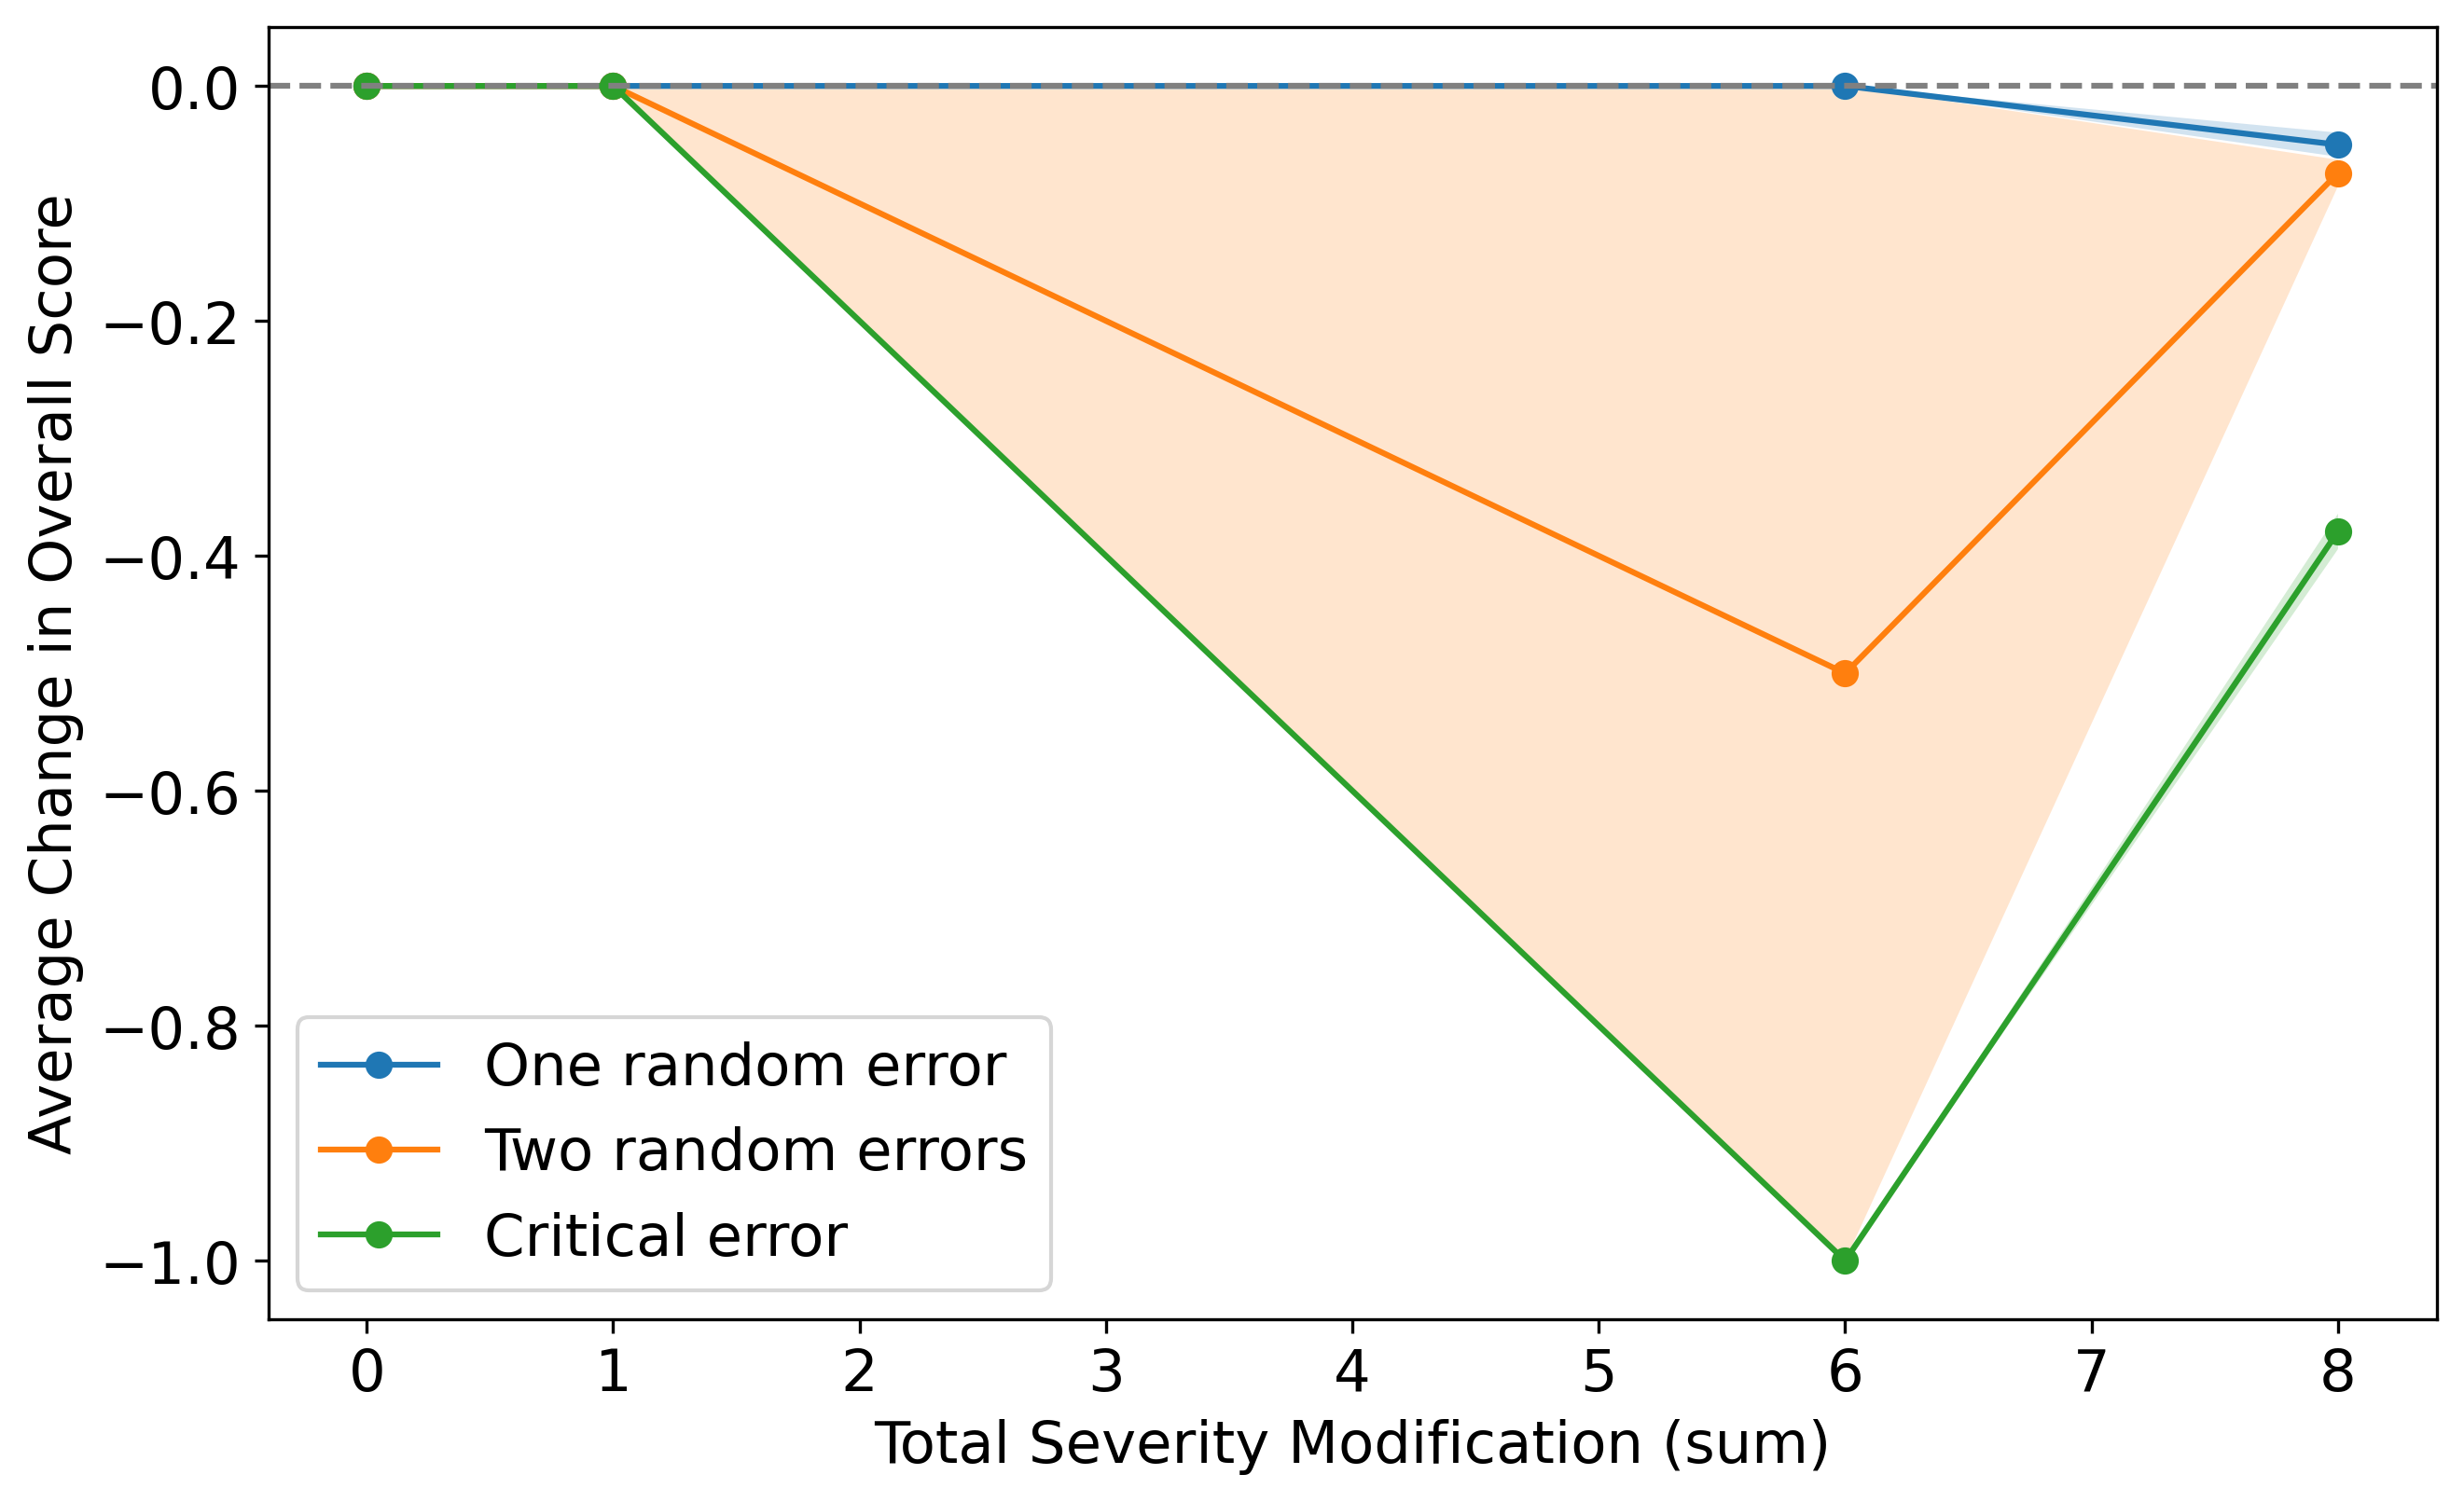 Average Change in Overall Score
0.0
−0.2
−0.4
−0.6
−0.8
−1.0
One random error
Two random errors
Critical error
0 1 2 3 4 5 6 7 8
Total Severity Modification (sum)